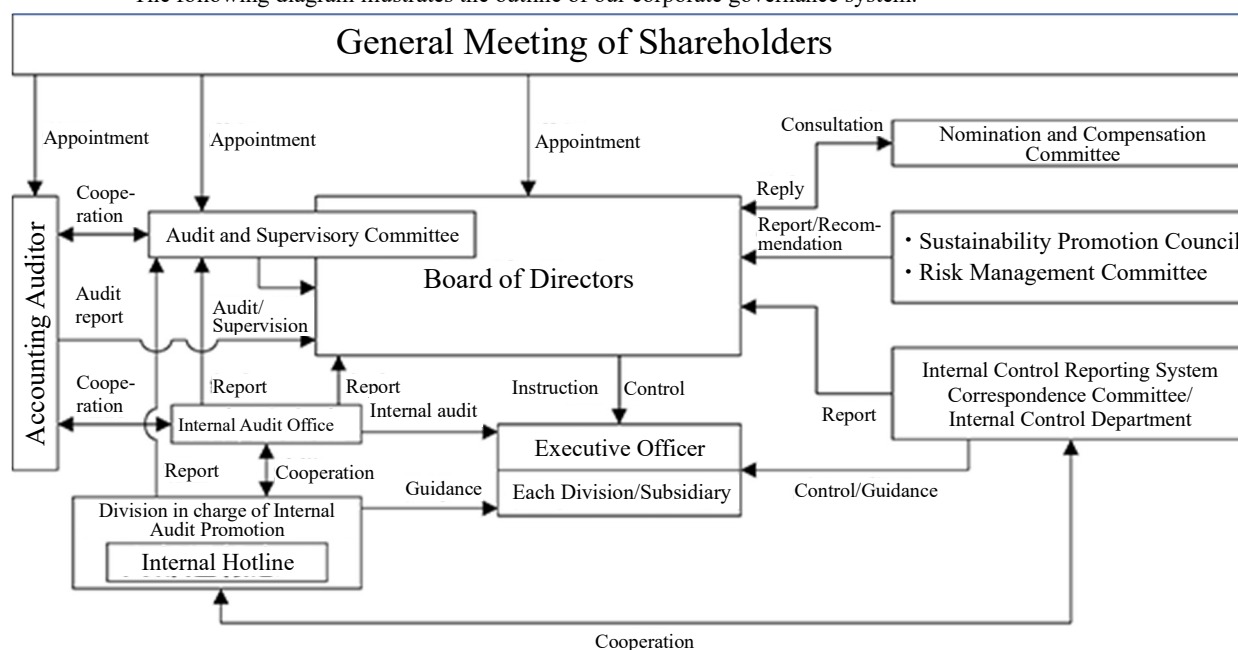 The following diagram illustrates the outline of our corporate governance system.
General Meeting of Shareholders
Appointment
Appointment
Appointment
Consultation
Nomination and Compensation
Committee
Coope-
ration
Reply
Audit and Supervisory Committee
Report/Recom-
mendation
・Sustainability Promotion Council
・Risk Management Committee
Board of Directors
Accounting Auditor
Audit
report
Audit/
Supervision
Coope-
ration
Report
Report
Instruction
Control
Internal Control Reporting System
Correspondence Committee/
Internal Control Department
Report
Internal Audit Office
Internal audit
Executive Officer
Report
Cooperation
Guidance
Each Division/Subsidiary
Control/Guidance
Division in charge of Internal
Audit Promotion
Internal Hotline
Cooperation